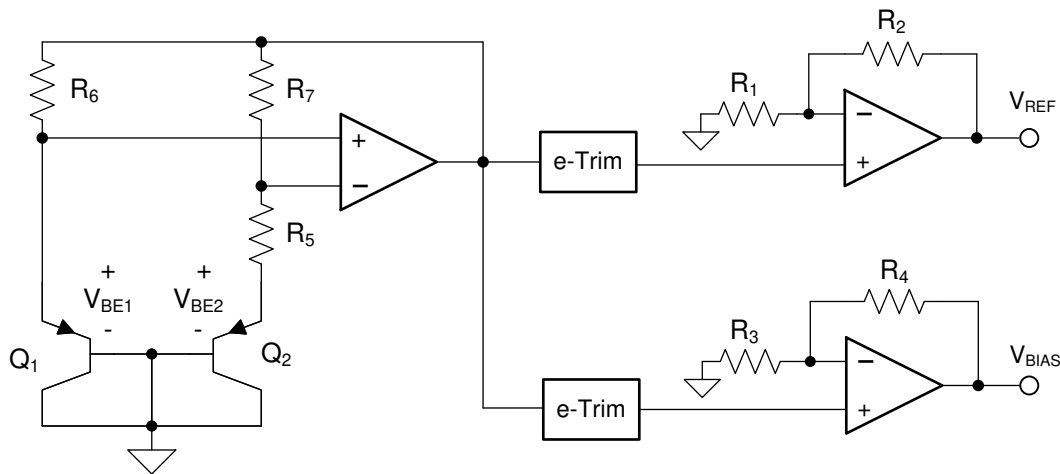 R6
R7
+
−
R5
+
VBE1
-
+
VBE2
-
Q1
Q2
e-Trim
R2
R1
−
+
VREF
e-Trim
R4
R3
−
+
VBIAS